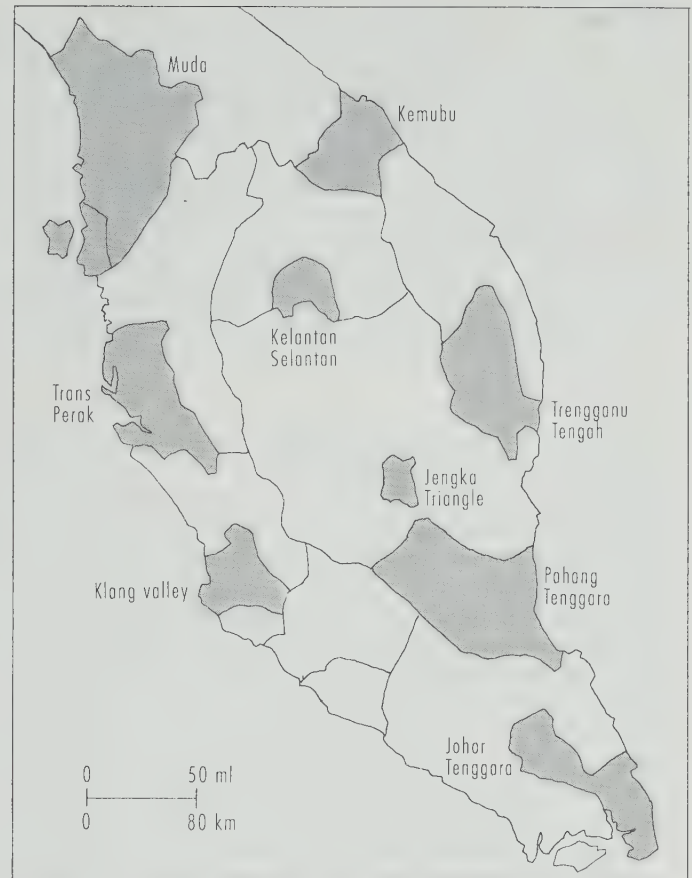 Muda
Kemubu
Kelantan
Selantan
Trans
Perak
Trengganu
Tengah
Jengka
Triangle
Klang valley
Pahang
Tenggara
Johor
Tenggara
0 50 ml
0 80 km